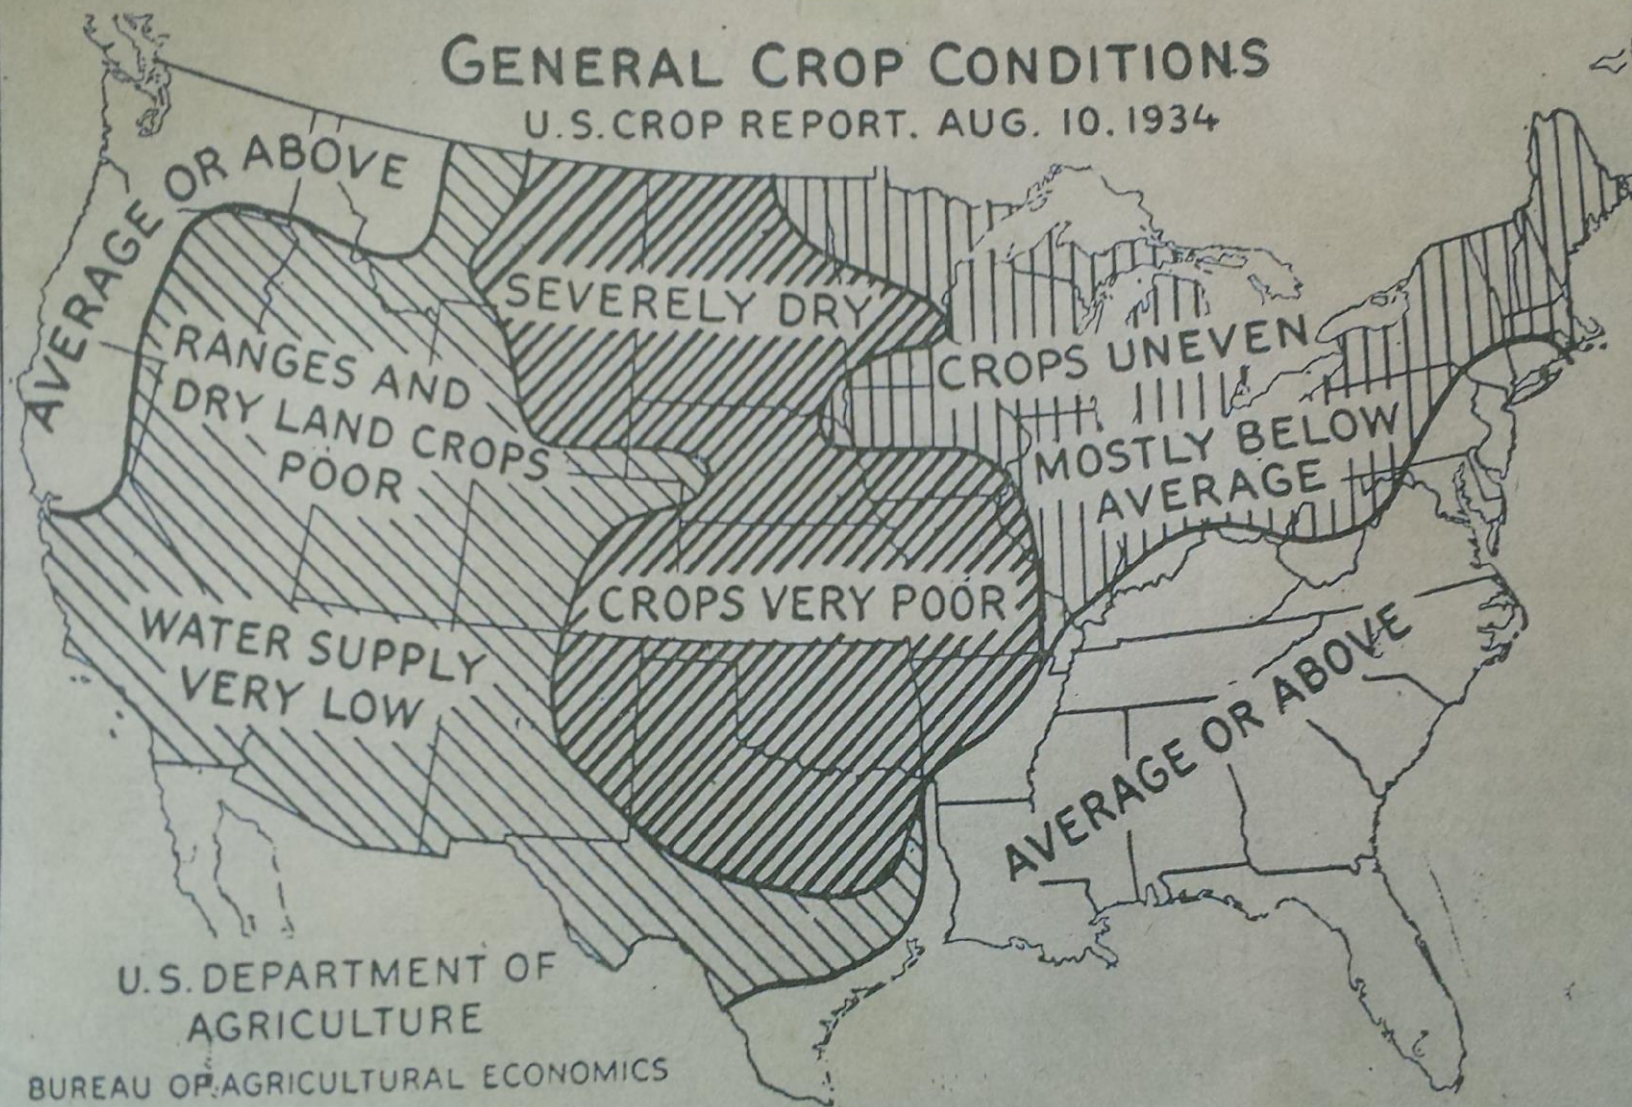 GENERAL CROP CONDITIONS
U.S. CROP REPORT. AUG. 10. 1934
AVERAGE OR ABOVE
SEVERELY DRY
RANGES AND
DRY LAND CROPS
POOR
CROPS UNEVEN
MOSTLY BELOW
AVERAGE
CROPS VERY POOR
WATER SUPPLY
VERY LOW
AVERAGE OR ABOVE
U.S. DEPARTMENT OF
AGRICULTURE
BUREAU OF AGRICULTURAL ECONOMICS